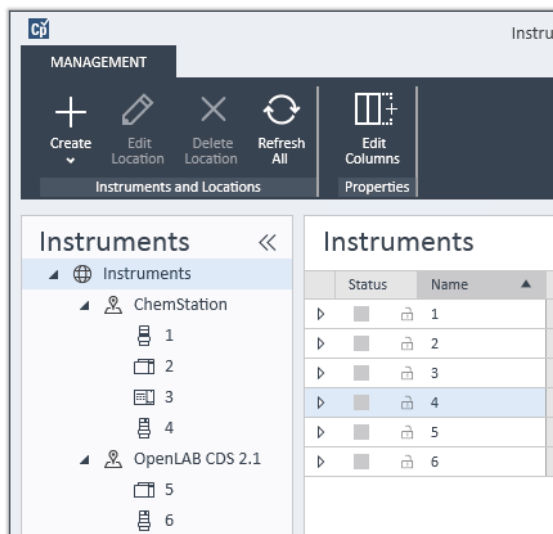 Cp
Instru
MANAGEMENT
Create
Edit
Location
Delete
Location
Refresh
All
Edit
Columns
Instruments and Locations
Properties
Instruments
Instruments
ChemStation
1
2
3
4
OpenLAB CDS 2.1
5
6
Instruments
Status Name
1
2
3
4
5
6